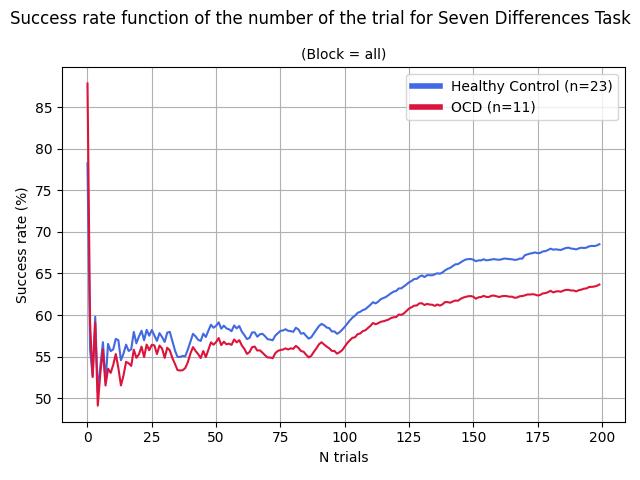 Success rate function of the number of the trial for Seven Differences Task
(Block = all)
Healthy Control (n=23)
OCD (n=11)
Success rate (%)
85
80
75
70
65
60
55
50
0 25 50 75 100 125 150 175 200
N trials